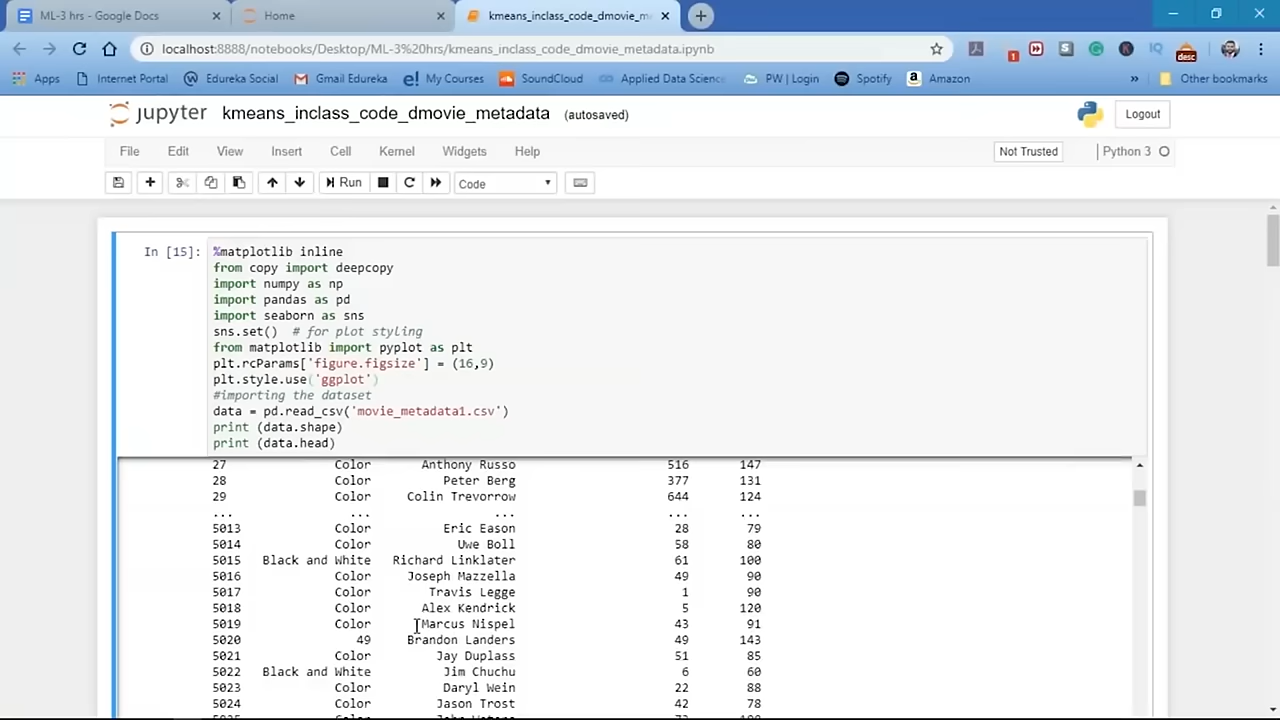 ML-3 hrs - Google Docs
Home
kmeans_inclass_code_dmovie_m
localhost:8888/notebooks/Desktop/ML-3%20hrs/kmeans_inclass_code_dmovie_metadata.ipynb
1
desc
Apps
Internet Portal
Edureka Social
Gmail Edureka
My Courses
SoundCloud
Applied Data Scienc
PW | Login
Spotify
Amazon
»
Other bookmarks
jupyter kmeans_inclass_code_dmovie_metadata (autosaved)
Logout
File Edit View Insert Cell Kernel Widgets Help
Not Trusted
Python 3
Run
Code
In [15]:
%matplotlib inline
from copy import deepcopy
import numpy as np
import pandas as pd
import seaborn as sns
sns.set()  # for plot styling
from matplotlib import pyplot as plt
plt.rcParams['figure.figsize'] = (16,9)
plt.style.use('ggplot')
#importing the dataset
data = pd.read_csv('movie_metadata1.csv')
print (data.shape)
print (data.head)
27 Color Anthony Russo 516 147
28 Color Peter Berg 377 131
29 Color Colin Trevorrow 644 124
... ... ... ... ...
5013 Color Eric Eason 28 79
5014 Color Uwe Boll 58 80
5015 Black and White Richard Linklater 61 100
5016 Color Joseph Mazzella 49 90
5017 Color Travis Legge 1 90
5018 Color Alex Kendrick 5 120
5019 Color Marcus Nispel 43 91
5020 49 Brandon Landers 49 143
5021 Color Jay Duplass 51 85
5022 Black and White Jim Chuchu 6 60
5023 Color Daryl Wein 22 88
5024 Color Jason Trost 42 78